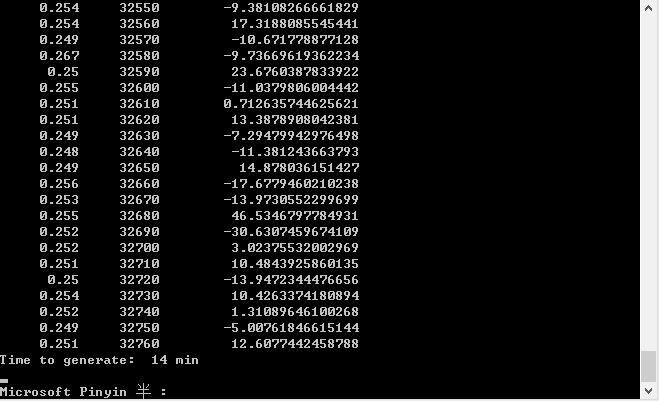 0.254 32550 -9.38108266661829
0.254 32560 17.3188085545441
0.249 32570 -10.671778877128
0.267 32580 -9.73669619362234
0.25 32590 23.6760387833922
0.255 32600 -11.0379806004442
0.251 32610 0.712635744625621
0.251 32620 13.3878908042381
0.249 32630 -7.29479942976498
0.248 32640 -11.381243663793
0.249 32650 14.878036151427
0.256 32660 -17.6779460210238
0.253 32670 -13.9730552299699
0.255 32680 46.5346797784931
0.252 32690 -30.6307459674109
0.252 32700 3.02375532002969
0.251 32710 10.4843925860135
0.25 32720 -13.9472344476656
0.254 32730 10.4263374180894
0.252 32740 1.31089646100268
0.249 32750 -5.00761846615144
0.251 32760 12.6077442458788
Time to generate: 14 min
Microsoft Pinyin 半 :